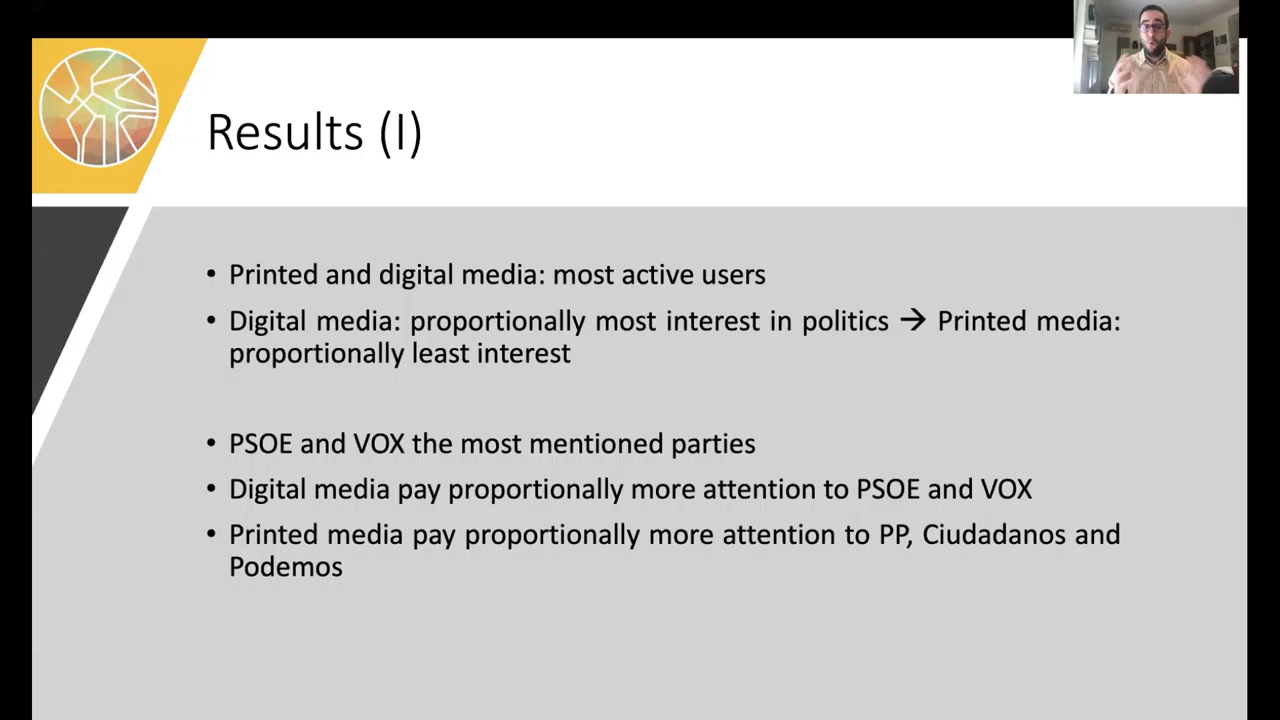 Results (I)
• Printed and digital media: most active users
• Digital media: proportionally most interest in politics → Printed media:
proportionally least interest
• PSOE and VOX the most mentioned parties
• Digital media pay proportionally more attention to PSOE and VOX
• Printed media pay proportionally more attention to PP, Ciudadanos and
Podemos